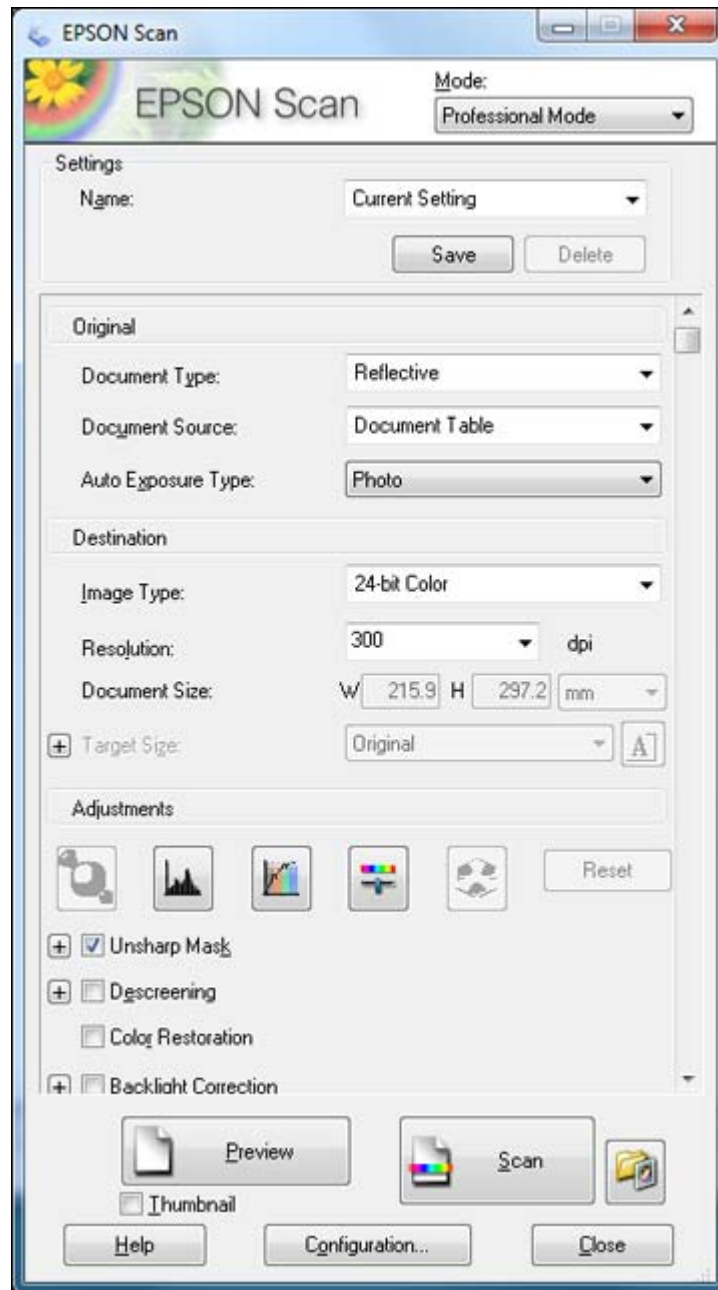 EPSON Scan
EPSON Scan
Mode:
Professional Mode
Settings
Name: Current Setting
Save Delete
Original
Document Type: Reflective
Document Source: Document Table
Auto Exposure Type: Photo
Destination
Image Type: 24-bit Color
Resolution: 300 dpi
Document Size: W 215.9 H 297.2 mm
Target Size: Original A
Adjustments
Reset
Unsharp Mask
Descreening
Color Restoration
Backlight Correction
Preview Scan
Thumbnail
Help Configuration... Close